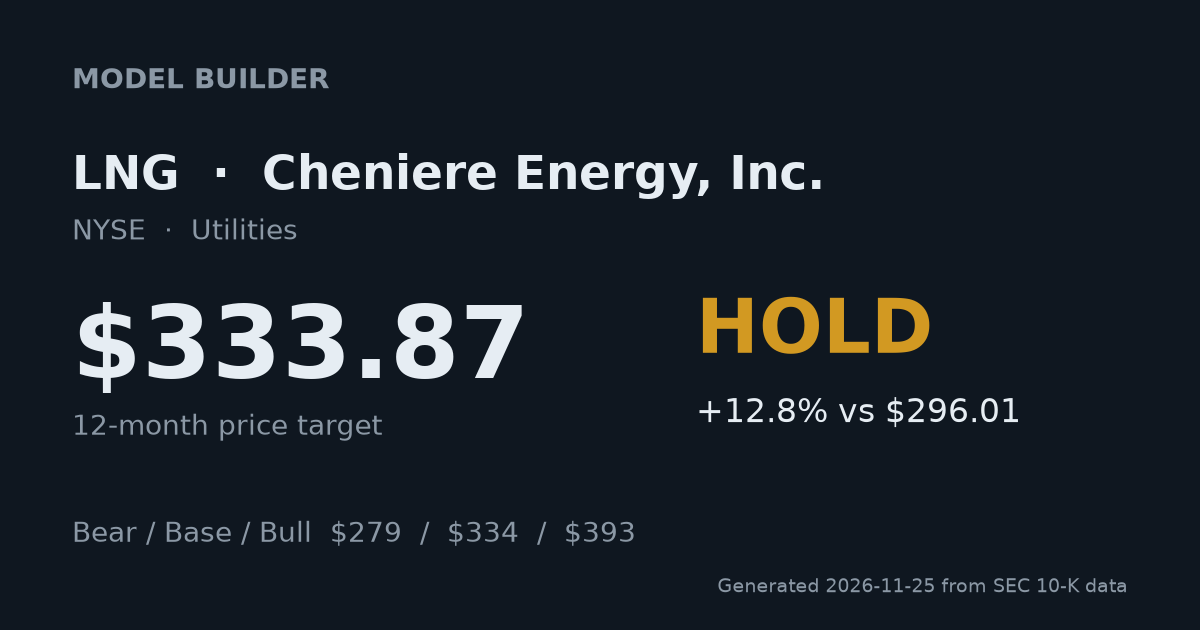 MODEL BUILDER
LNG · Cheniere Energy, Inc.
NYSE · Utilities
$333.87
HOLD
+12.8% vs $296.01
12-month price target
Bear / Base / Bull $279 / $334 / $393
Generated 2026-11-25 from SEC 10-K data